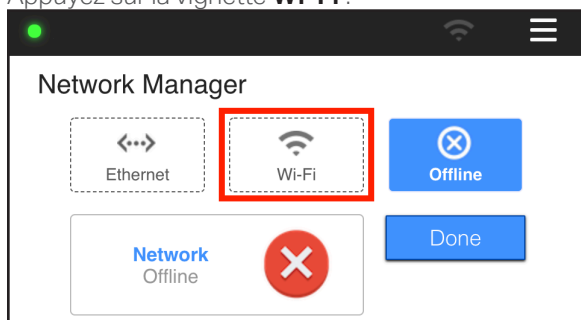 Appuyez sur la vignette Wi-Fi :
Network Manager
Ethernet
Wi-Fi
Offline
Network
Offline
Done